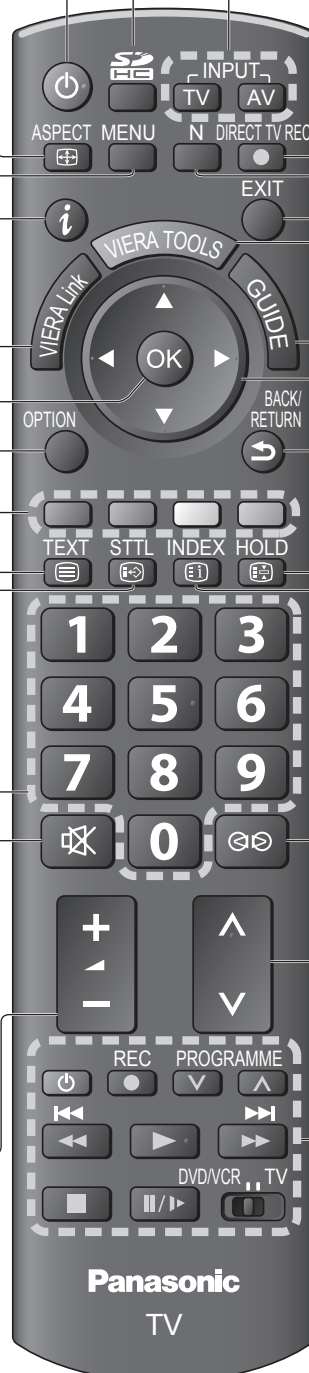 SD
HC
INPUT
TV AV
ASPECT MENU N DIRECT TV REC
EXIT
i
VIERA TOOLS
VIERA Link
GUIDE
OK
BACK/
RETURN
OPTION
TEXT STTL INDEX HOLD
1 2 3
4 5 6
7 8 9
0
+
−
REC PROGRAMME
DVD/VCR TV
Panasonic
TV